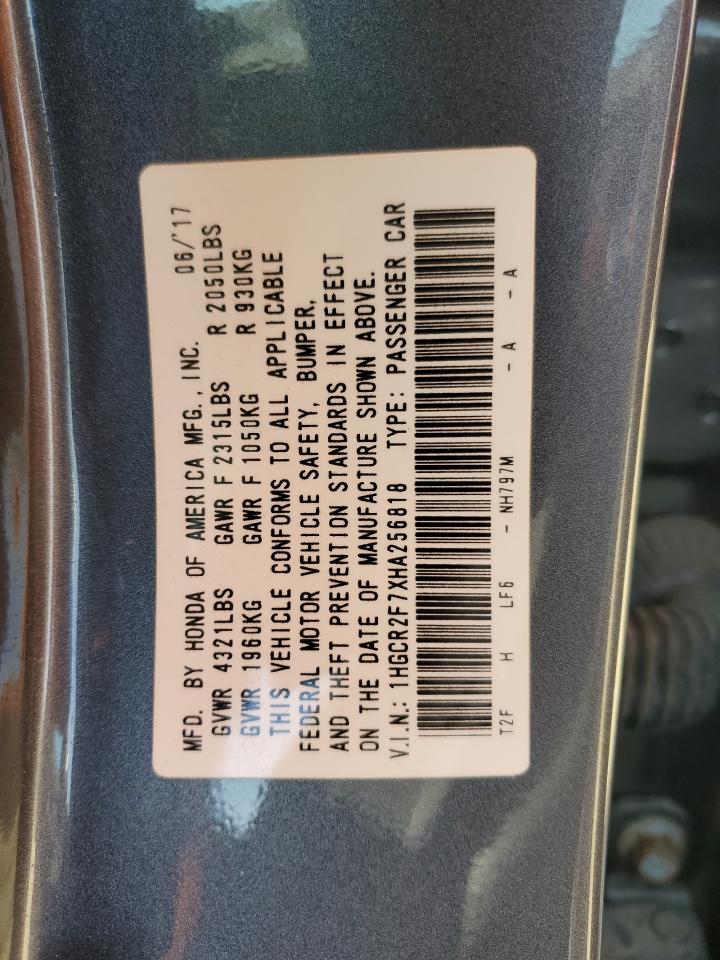 MFD. BY HONDA OF AMERICA MFG., INC. 06/'17
GVWR 4321LBS GAWR F 2315LBS R 2050LBS
GVWR 1960KG GAWR F 1050KG R 930KG
THIS VEHICLE CONFORMS TO ALL APPLICABLE
FEDERAL MOTOR VEHICLE SAFETY, BUMPER,
AND THEFT PREVENTION STANDARDS IN EFFECT
ON THE DATE OF MANUFACTURE SHOWN ABOVE.
V.I.N.: 1HGCR2F7XHA256818 TYPE: PASSENGER CAR
T2F H LF6 - NH797M - A - A